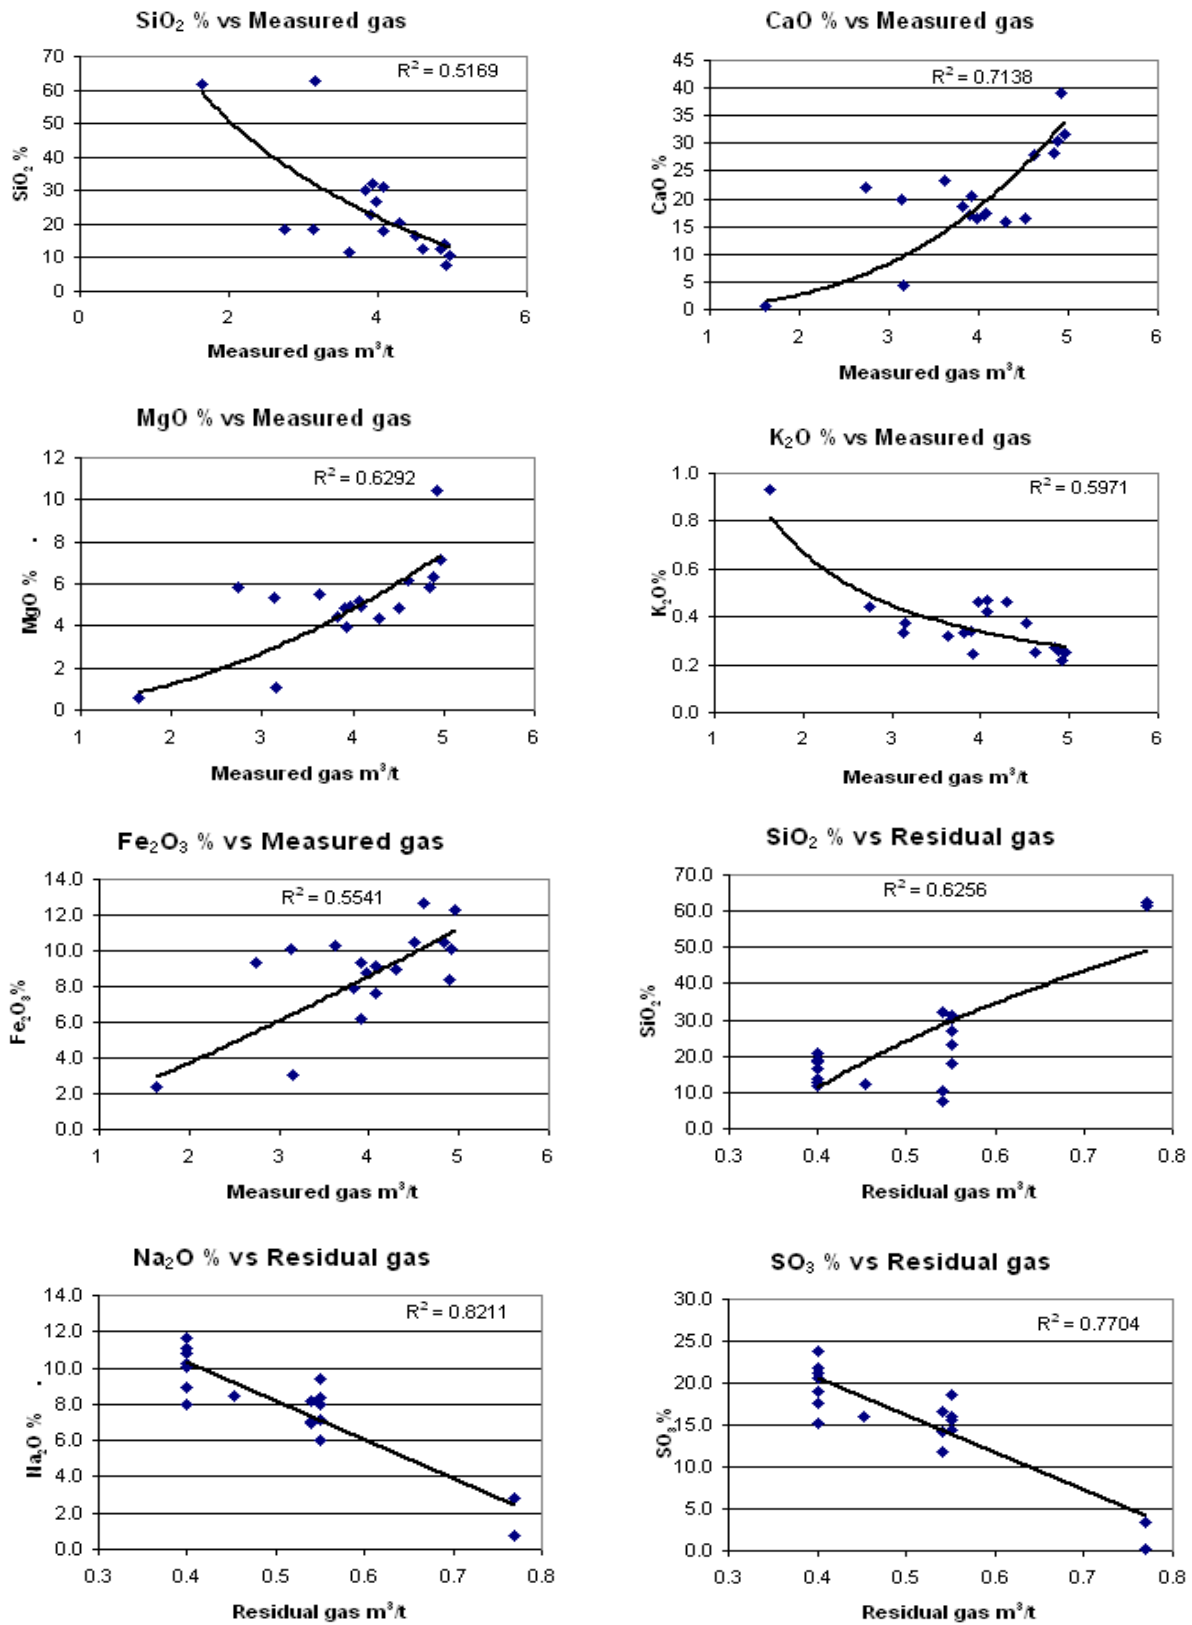 SiO₂ % vs Measured gas
R² = 0.5169
70
60
50
40
30
20
10
0
SiO₂ %
0 2 4 6
Measured gas m³/t
CaO % vs Measured gas
R² = 0.7138
45
40
35
30
25
20
15
10
5
0
CaO %
1 2 3 4 5 6
Measured gas m³/t
MgO % vs Measured gas
R² = 0.6292
12
10
8
6
4
2
0
MgO %
1 2 3 4 5 6
Measured gas m³/t
K₂O % vs Measured gas
R² = 0.5971
1.0
0.8
0.6
0.4
0.2
0.0
K₂O%
1 2 3 4 5 6
Measured gas m³/t
Fe₂O₃ % vs Measured gas
R² = 0.5541
14.0
12.0
10.0
8.0
6.0
4.0
2.0
0.0
Fe₂O₃%
1 2 3 4 5 6
Measured gas m³/t
SiO₂ % vs Residual gas
R² = 0.6256
70.0
60.0
50.0
40.0
30.0
20.0
10.0
0.0
SiO₂%
0.3 0.4 0.5 0.6 0.7 0.8
Residual gas m³/t
Na₂O % vs Residual gas
R² = 0.8211
14.0
12.0
10.0
8.0
6.0
4.0
2.0
0.0
Na₂O %
0.3 0.4 0.5 0.6 0.7 0.8
Residual gas m³/t
SO₃ % vs Residual gas
R² = 0.7704
30.0
25.0
20.0
15.0
10.0
5.0
0.0
SO₃ %
0.3 0.4 0.5 0.6 0.7 0.8
Residual gas m³/t